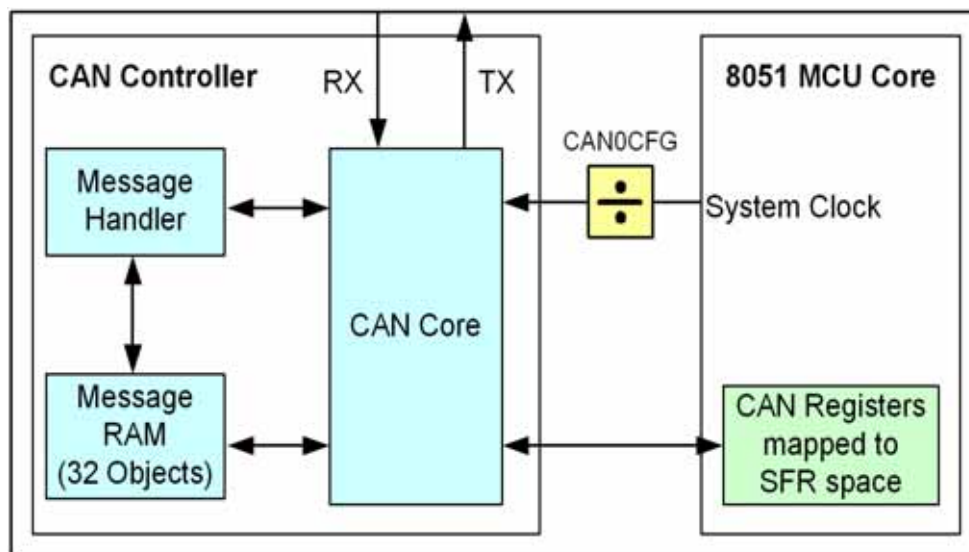 CAN Controller
RX
TX
8051 MCU Core
CAN0CFG
÷
System Clock
Message
Handler
CAN Core
Message
RAM
(32 Objects)
CAN Registers
mapped to
SFR space